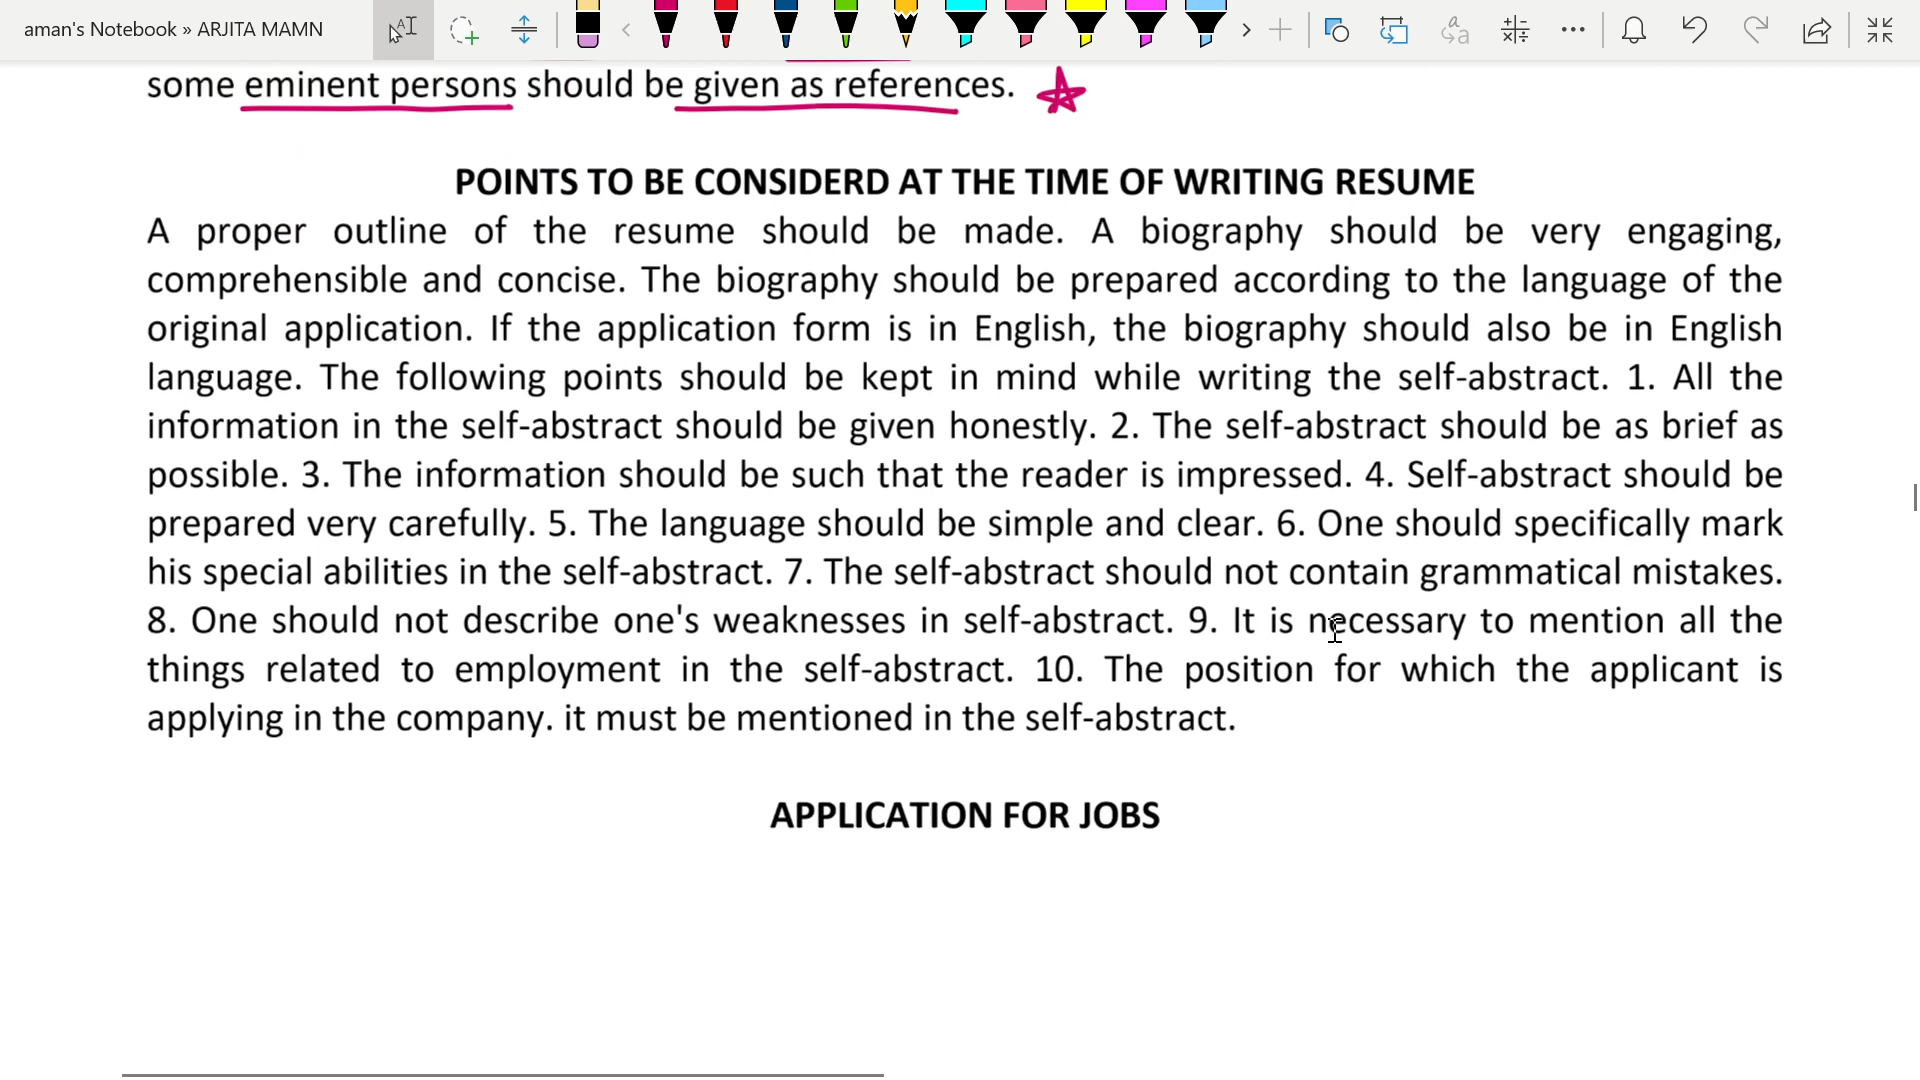 aman's Notebook » ARJITA MAMN
some eminent persons should be given as references.
POINTS TO BE CONSIDERD AT THE TIME OF WRITING RESUME
A proper outline of the resume should be made. A biography should be very engaging,
comprehensible and concise. The biography should be prepared according to the language of the
original application. If the application form is in English, the biography should also be in English
language. The following points should be kept in mind while writing the self-abstract. 1. All the
information in the self-abstract should be given honestly. 2. The self-abstract should be as brief as
possible. 3. The information should be such that the reader is impressed. 4. Self-abstract should be
prepared very carefully. 5. The language should be simple and clear. 6. One should specifically mark
his special abilities in the self-abstract. 7. The self-abstract should not contain grammatical mistakes.
8. One should not describe one's weaknesses in self-abstract. 9. It is necessary to mention all the
things related to employment in the self-abstract. 10. The position for which the applicant is
applying in the company. it must be mentioned in the self-abstract.
APPLICATION FOR JOBS